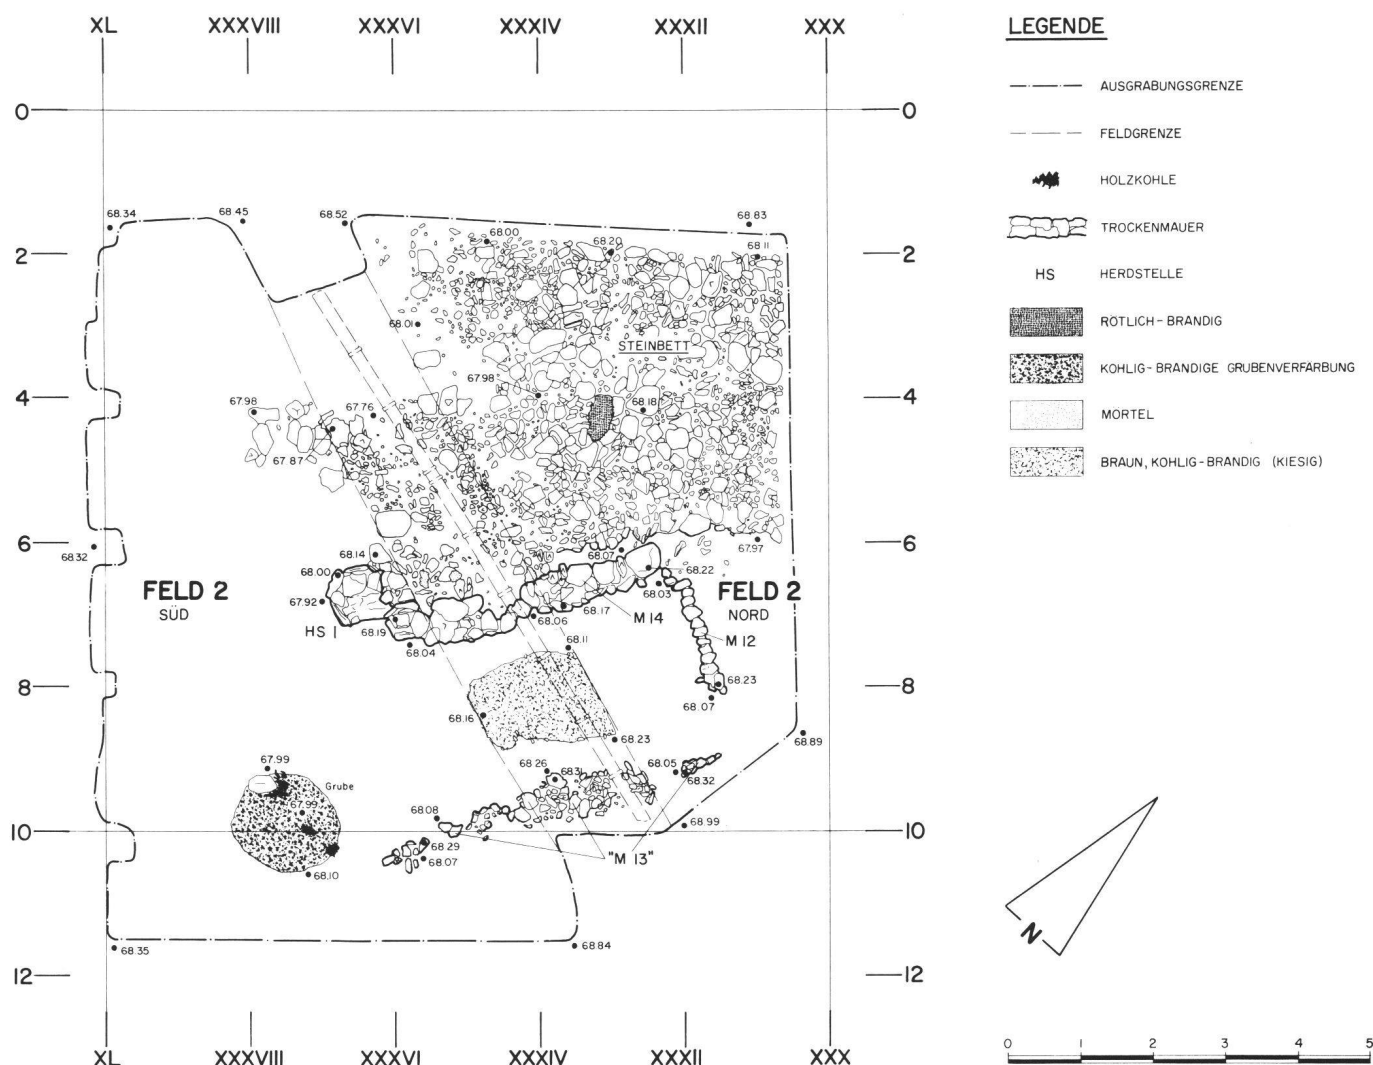 XL XXXVIII XXXVI XXXIV XXXII XXX
LEGENDE
AUSGRABUNGSGRENZE
FELDGRENZE
HOLZKOHLE
TROCKENMAUER
HS HERDSTELLE
RÖTLICH-BRANDIG
KOHLIG-BRANDIGE GRUBENVERFÄRBUNG
MÖRTEL
BRAUN, KOHLIG-BRANDIG (KIESIG)
0 0
68.34 68.45 68.52 68.83
68.00 68.20 68.11
2 2
68.01
STEINBETT
67.98
4 4
67.98 67.76 68.18
67.87
6 6
68.32 68.14 68.07 67.97
68.00 68.22
FELD 2
SÜD
FELD 2
NORD
67.92 68.03
HS 1
68.19 68.06 68.17 M 14
68.04 68.11 M 12
8 8
68.23
68.07
68.16
68.23 68.89
67.99 68.26 68.31 68.05
68.32
Grube
67.99 68.08 68.99
10 10
68.29
68.07
"M 13"
68.10
68.35 68.84
12 12
XL XXXVIII XXXVI XXXIV XXXII XXX
N
0 1 2 3 4 5